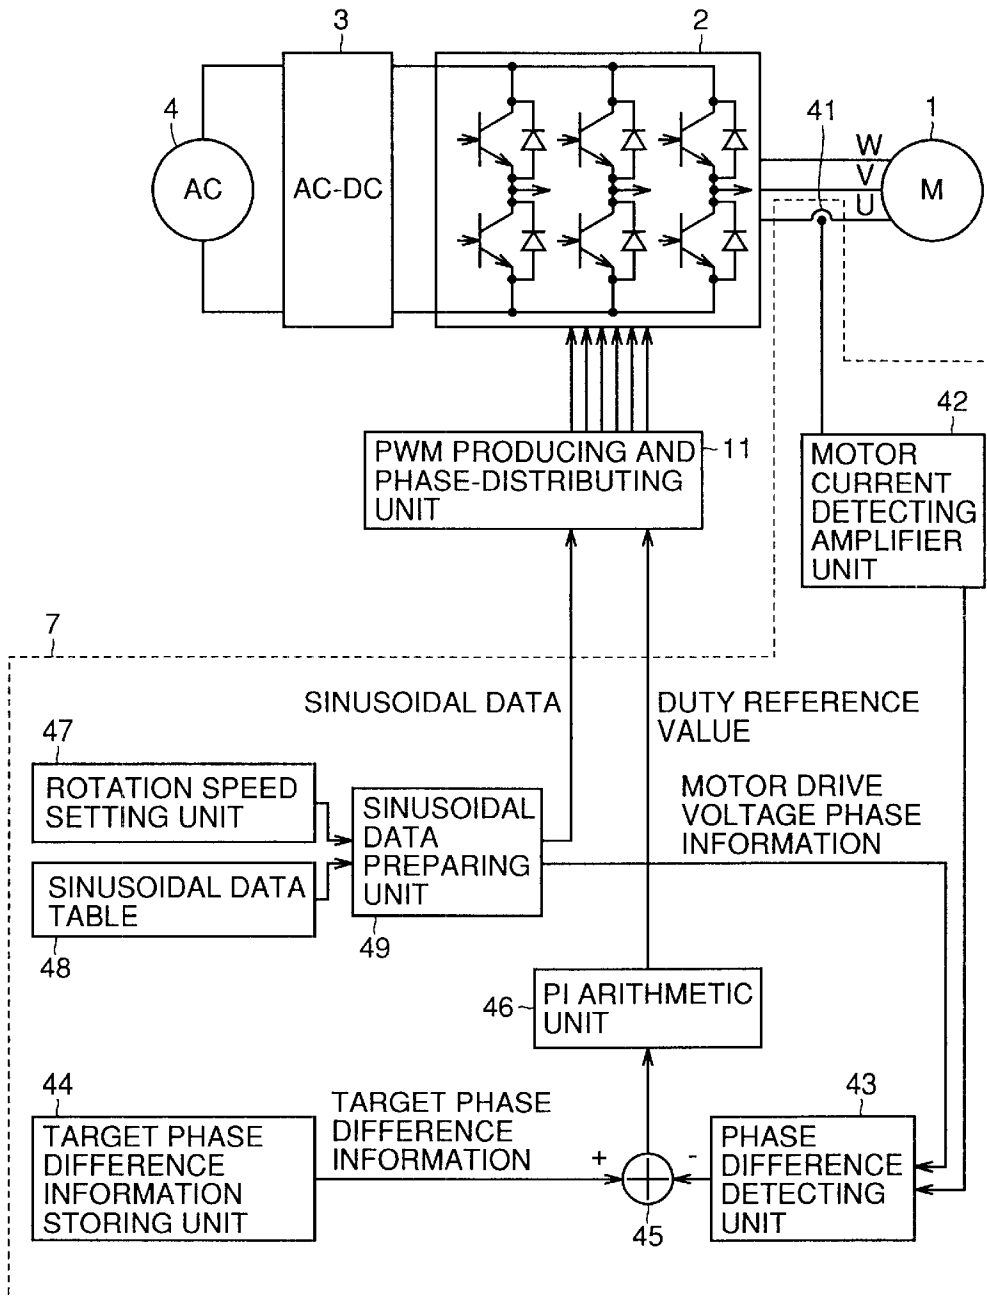 3
2
4
41
1
AC
AC-DC
W
V
U
M
42
PWM PRODUCING AND
PHASE-DISTRIBUTING
UNIT
11
MOTOR
CURRENT
DETECTING
AMPLIFIER
UNIT
7
SINUSOIDAL DATA
DUTY REFERENCE
VALUE
47
ROTATION SPEED
SETTING UNIT
SINUSOIDAL
DATA
PREPARING
UNIT
MOTOR DRIVE
VOLTAGE PHASE
INFORMATION
SINUSOIDAL DATA
TABLE
48
49
46
PI ARITHMETIC
UNIT
44
TARGET PHASE
DIFFERENCE
INFORMATION
STORING UNIT
TARGET PHASE
DIFFERENCE
INFORMATION
+
-
45
43
PHASE
DIFFERENCE
DETECTING
UNIT